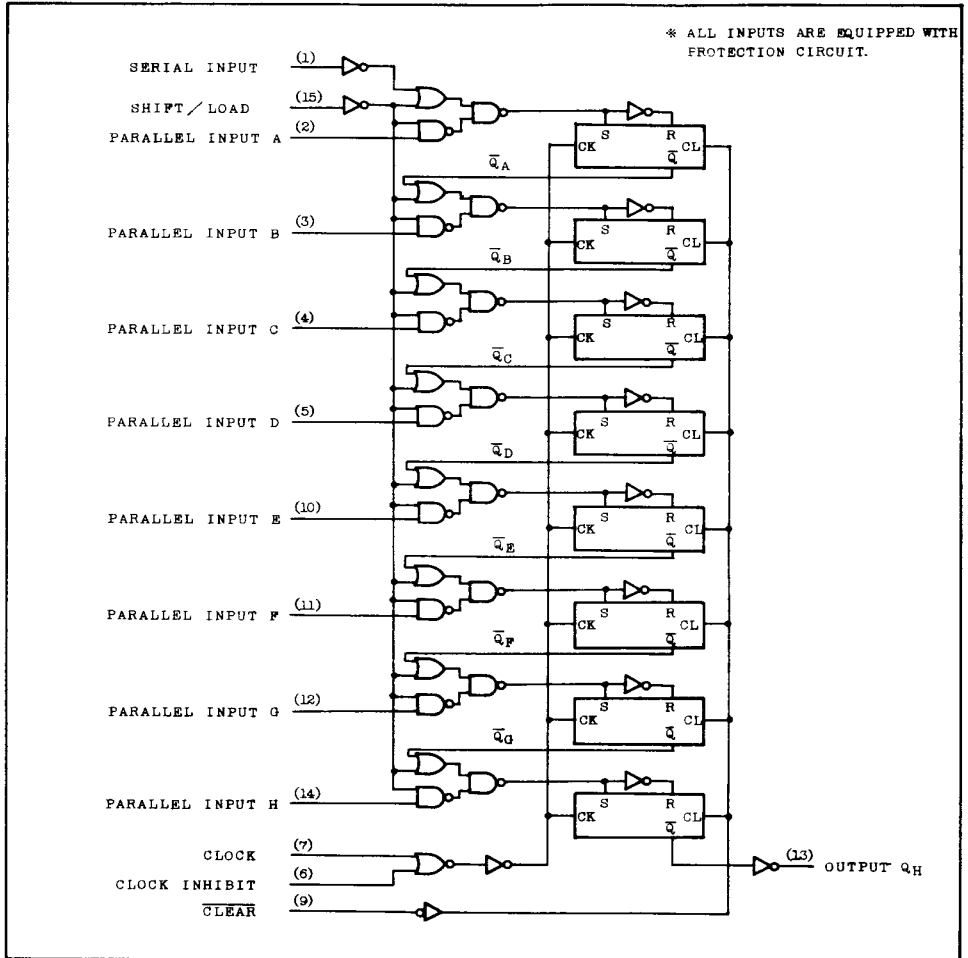 ※ ALL INPUTS ARE EQUIPPED WITH
PROTECTION CIRCUIT.
SERIAL INPUT (1)
SHIFT/LOAD (15)
PARALLEL INPUT A (2)
S R
CK Q̅ CL
Q̅A
PARALLEL INPUT B (3)
S R
CK Q̅ CL
Q̅B
PARALLEL INPUT C (4)
S R
CK Q̅ CL
Q̅C
PARALLEL INPUT D (5)
S R
CK Q̅ CL
Q̅D
PARALLEL INPUT E (10)
S R
CK Q̅ CL
Q̅E
PARALLEL INPUT F (11)
S R
CK Q̅ CL
Q̅F
PARALLEL INPUT G (12)
S R
CK Q̅ CL
Q̅G
PARALLEL INPUT H (14)
S R
CK Q̅ CL
CLOCK (7)
(13) OUTPUT QH
CLOCK INHIBIT (6)
C̅L̅E̅A̅R̅ (9)